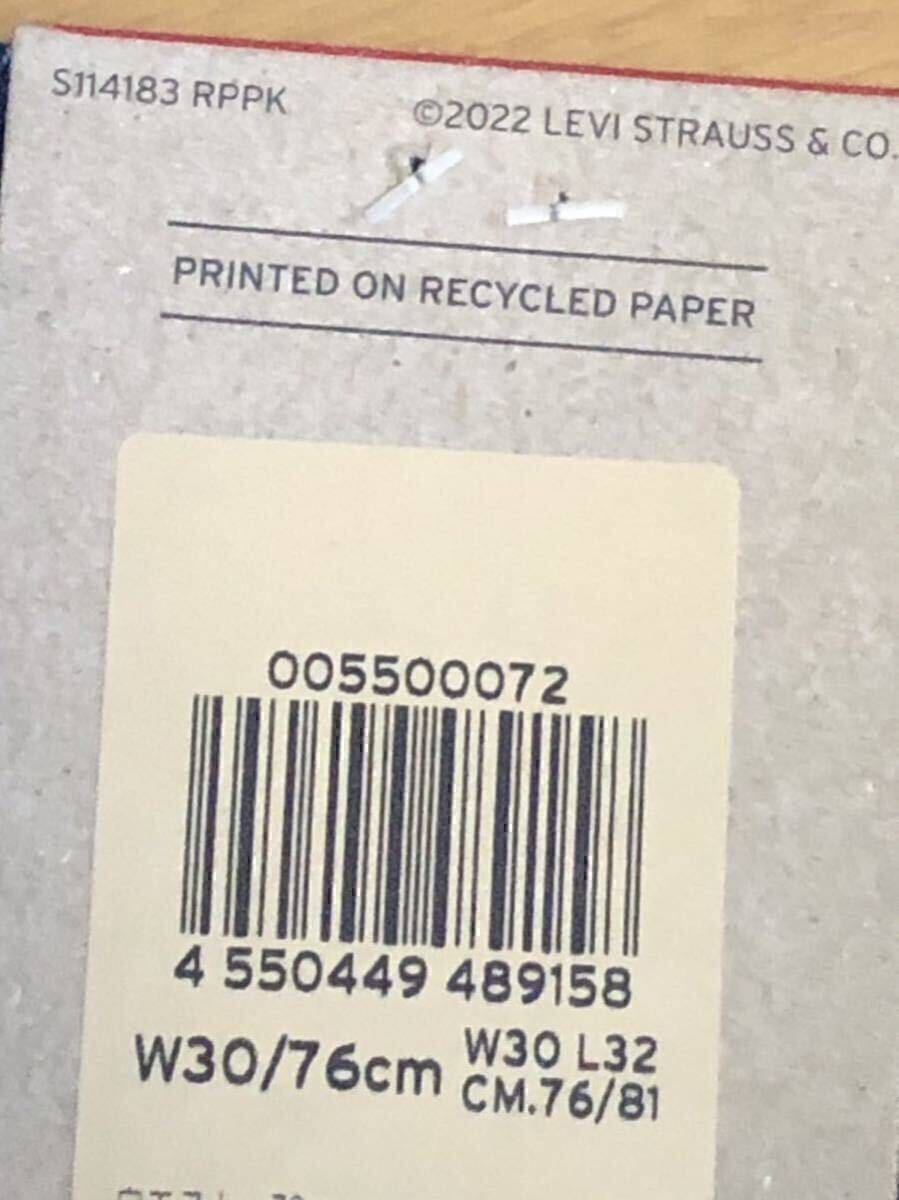 S114183 RPPK
©2022 LEVI STRAUSS & CO.
PRINTED ON RECYCLED PAPER
005500072
4 550449 489158
W30/76cm
W30 L32
CM.76/81